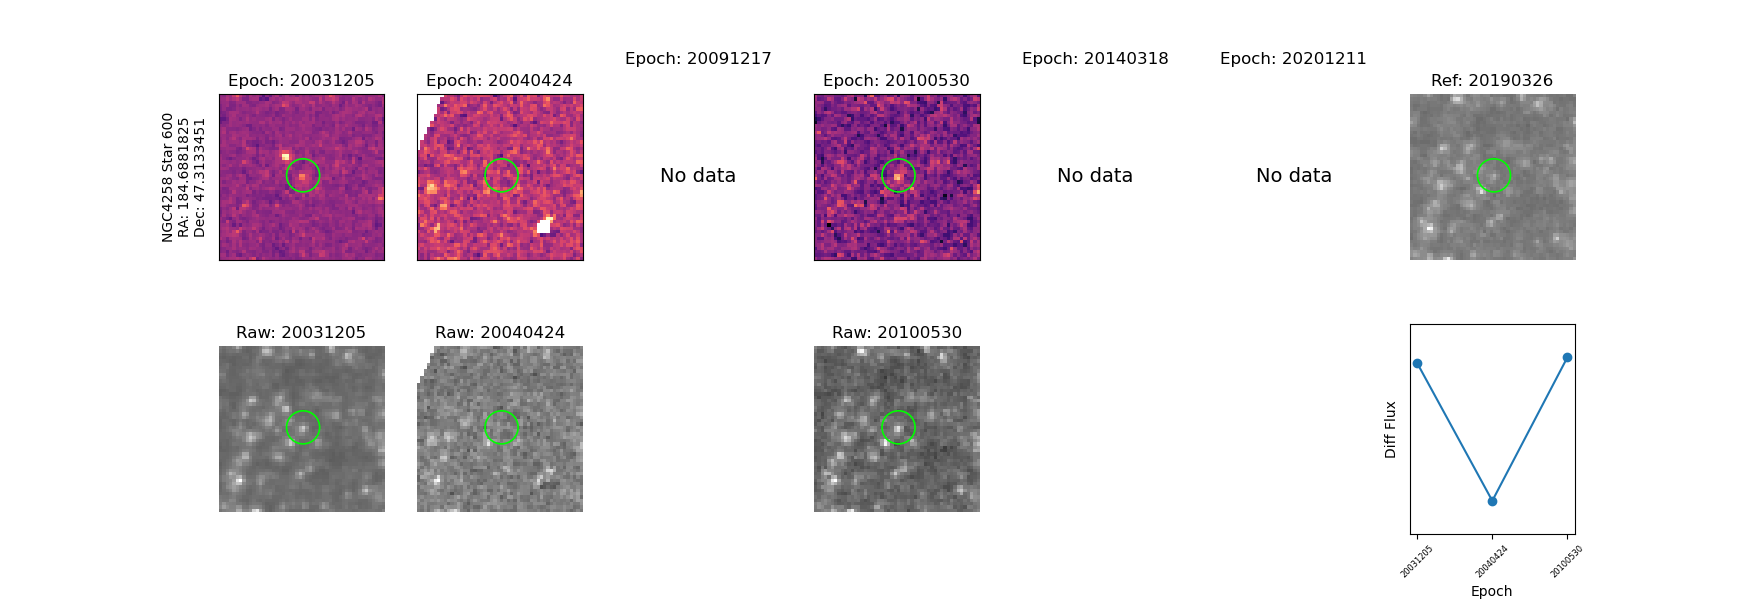 Epoch: 20031205
Epoch: 20040424
Epoch: 20091217
Epoch: 20100530
Epoch: 20140318
Epoch: 20201211
Ref: 20190326
NGC4258 Star 600
RA: 184.6881825
Dec: 47.3133451
No data
No data
No data
Raw: 20031205
Raw: 20040424
Raw: 20100530
Diff Flux
20031205
20040424
20100530
Epoch